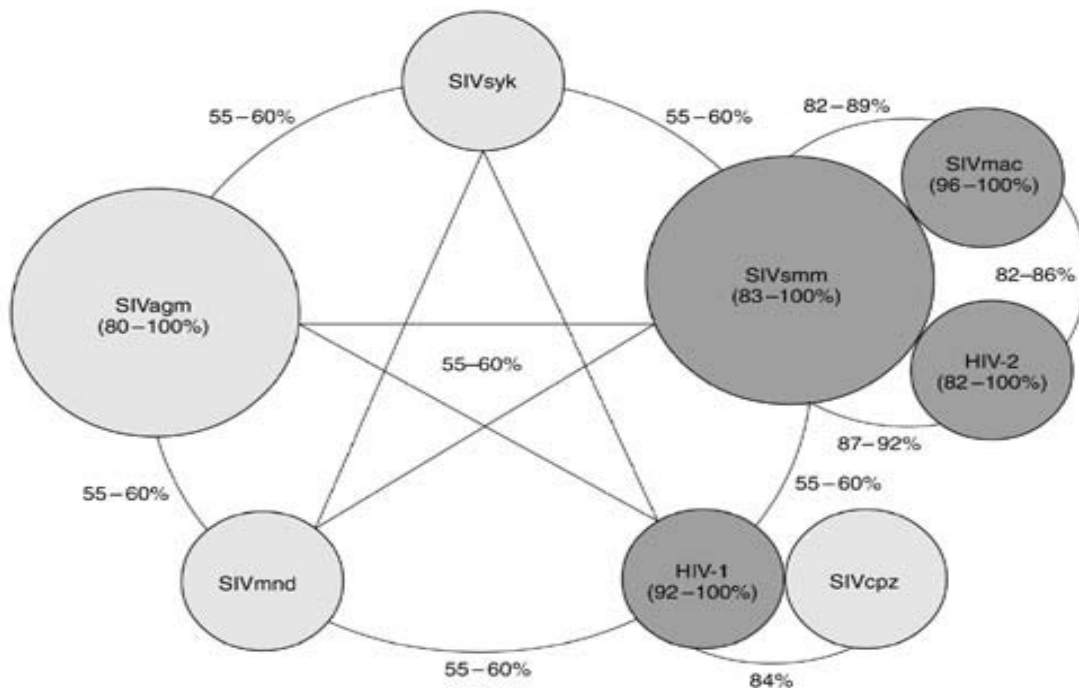 SIVsyk
55–60%
55–60%
82–89%
SIVmac
(96–100%)
SIVagm
(80–100%)
SIVsmm
(83–100%)
82–86%
55–60%
HIV-2
(82–100%)
87–92%
55–60%
55–60%
SIVmnd
HIV-1
(92–100%)
SIVcpz
55–60%
84%